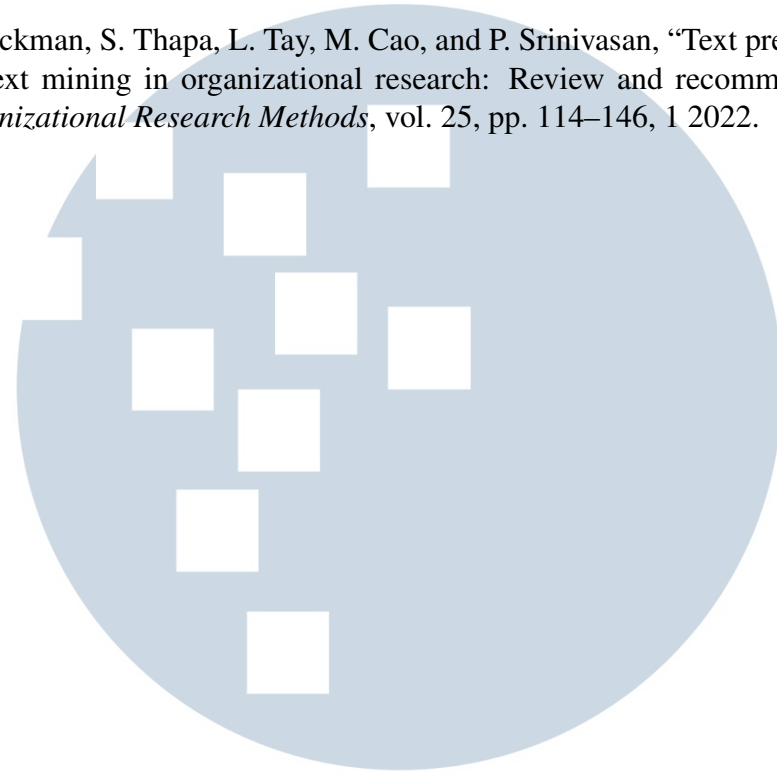 ckman, S. Thapa, L. Tay, M. Cao, and P. Srinivasan, “Text pre
ext mining in organizational research: Review and recomm
nizational Research Methods, vol. 25, pp. 114–146, 1 2022.